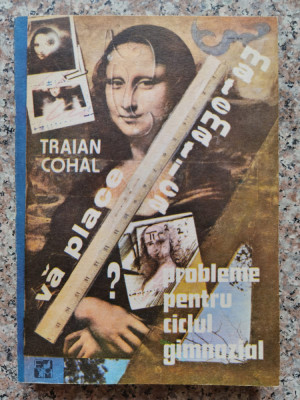 TRAIAN
COHAL
vă place
matematica
?
probleme
pentru
ciclul
gimnazial